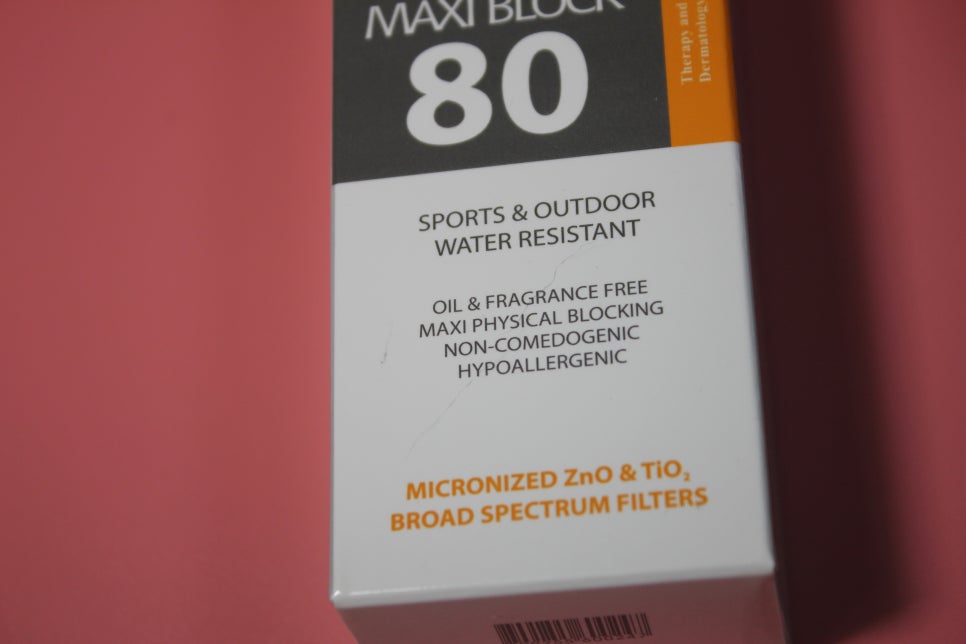 MAXI BLOCK
80
Therapy and
Dermatology
SPORTS & OUTDOOR
WATER RESISTANT
OIL & FRAGRANCE FREE
MAXI PHYSICAL BLOCKING
NON-COMEDOGENIC
HYPOALLERGENIC
MICRONIZED ZnO & TiO₂
BROAD SPECTRUM FILTERS